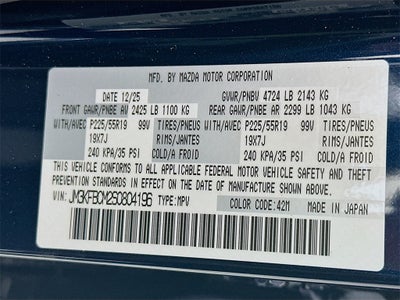 MFD. BY MAZDA MOTOR CORPORATION
DATE 12/25 GVWR/PNBV 4724 LB 2143 KG
FRONT GAWR/PNBE AV 2425 LB 1100 KG REAR GAWR/PNBE AR 2299 LB 1043 KG
WITH/AVEC P225/55R19 99V TIRES/PNEUS WITH/AVEC P225/55R19 99V TIRES/PNEUS
19X7J RIMS/JANTES 19X7J RIMS/JANTES
240 KPA/35 PSI COLD/A FROID 240 KPA/35 PSI COLD/A FROID
THIS VEHICLE CONFORMS TO ALL APPLICABLE FEDERAL MOTOR VEHICLE SAFETY AND THEFT
PREVENTION STANDARDS IN EFFECT ON THE DATE OF MANUFACTURE SHOWN ABOVE.
VIN: JM3KFBCM2S0804196 TYPE: MPV COLOR CODE: 42M MADE IN JAPAN